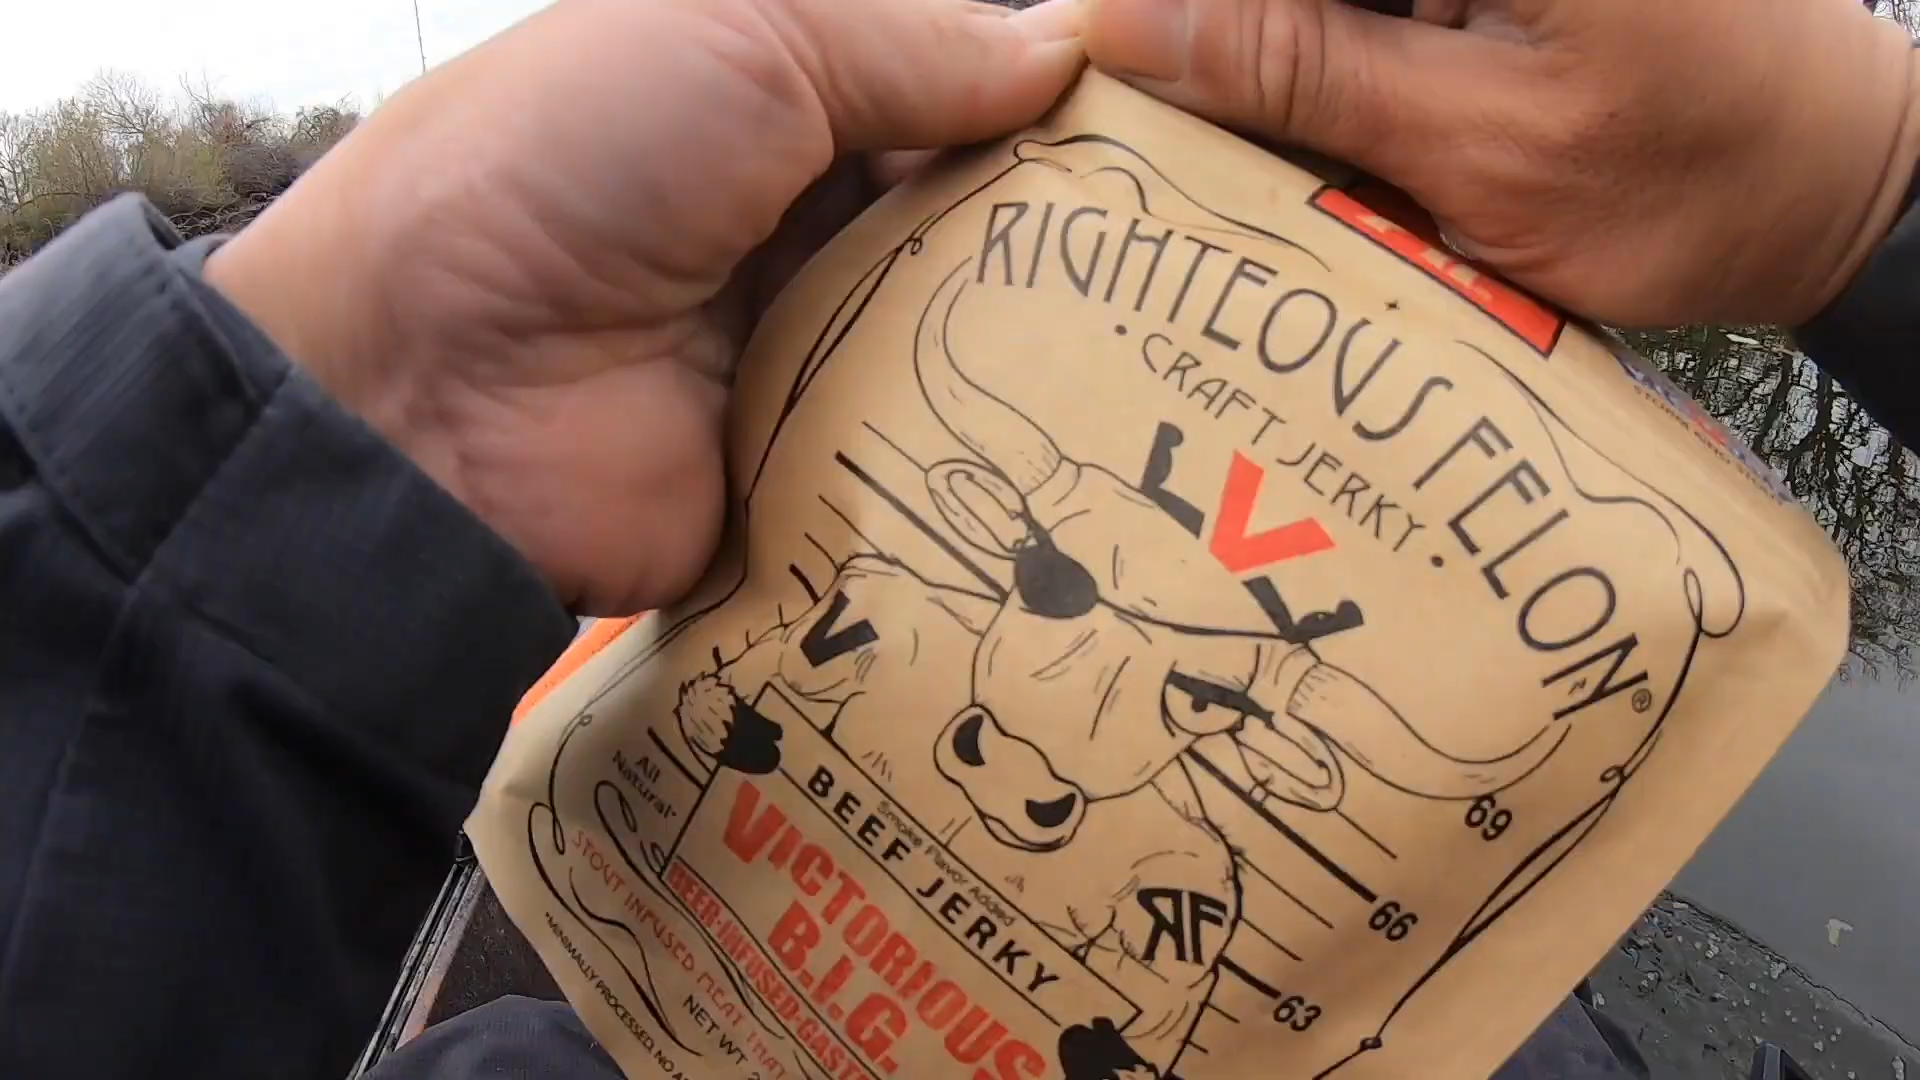 RIGHTEOUS FELON®
• CRAFT JERKY •
V
69
66
63
All
Natural*
BEEF JERKY
Smoke Flavor Added
RF
VICTORIOUS
B.I.G.
BEER-INFUSED
STOUT INFUSED MEAT THAT
*MINIMALLY PROCESSED, NO
NET WT.